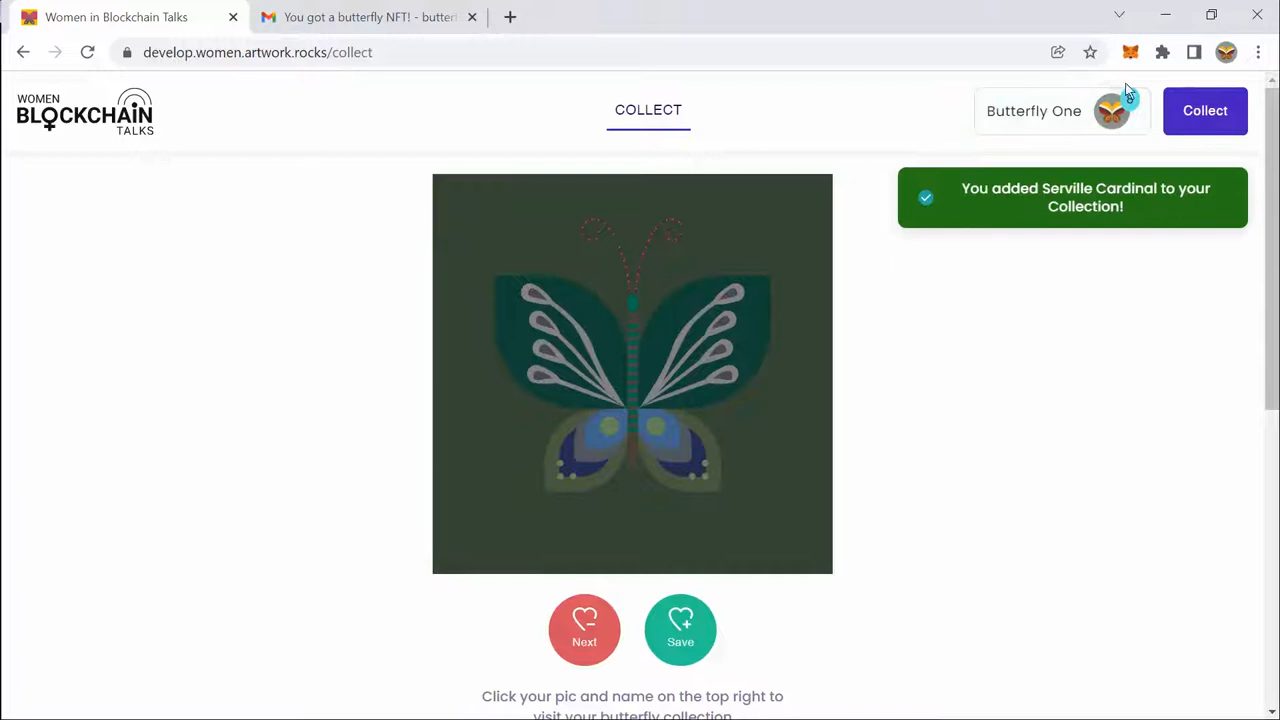 Women in Blockchain Talks
You got a butterfly NFT! - butterf
develop.women.artwork.rocks/collect
WOMEN
BLOCKCHAIN
TALKS
COLLECT
Butterfly One
Collect
You added Serville Cardinal to your
Collection!
Next
Save
Click your pic and name on the top right to
visit your butterfly collection